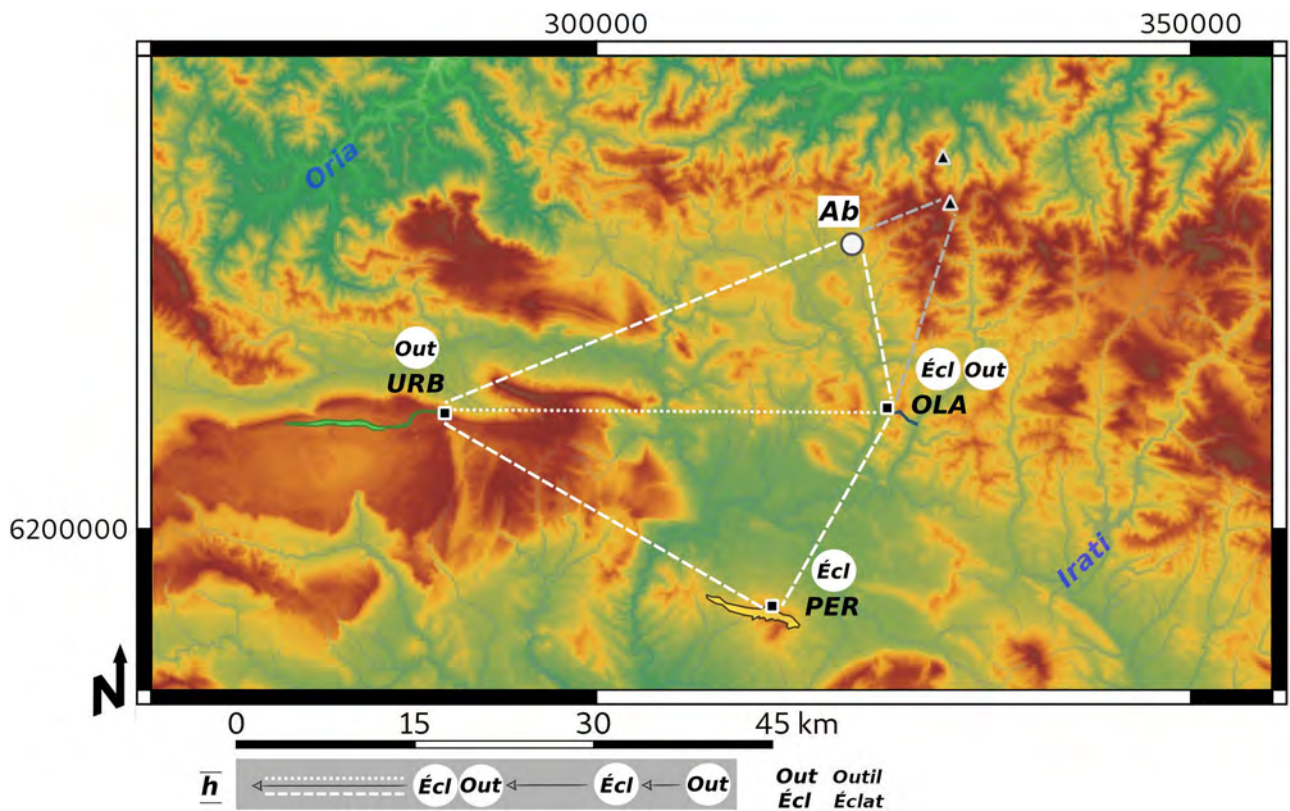 300000 350000
Oria
Ab
Out
URB
Écl Out
OLA
6200000
Irati
Écl
PER
N
0 15 30 45 km
h Écl Out Écl Out Out Outil
Écl Éclat